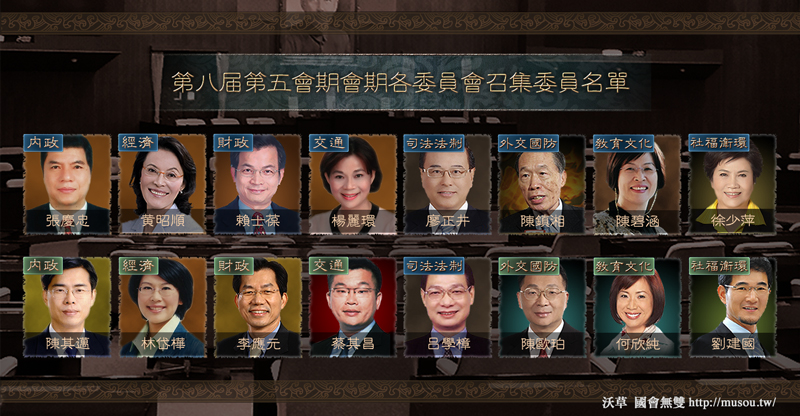 第八届第五會期會期各委員會召集委員名單
内政 經濟 財政 交通 司法法制 外交國防 教育文化 社福衛環
張慶忠 黄昭順 賴士葆 楊麗環 廖正井 陳鎮湘 陳碧涵 徐少萍
内政 經濟 財政 交通 司法法制 外交國防 教育文化 社福衛環
陳其邁 林岱樺 李應元 蔡其昌 呂學樟 陳歐珀 何欣純 劉建國
沃草 國會無雙 http://musou.tw/